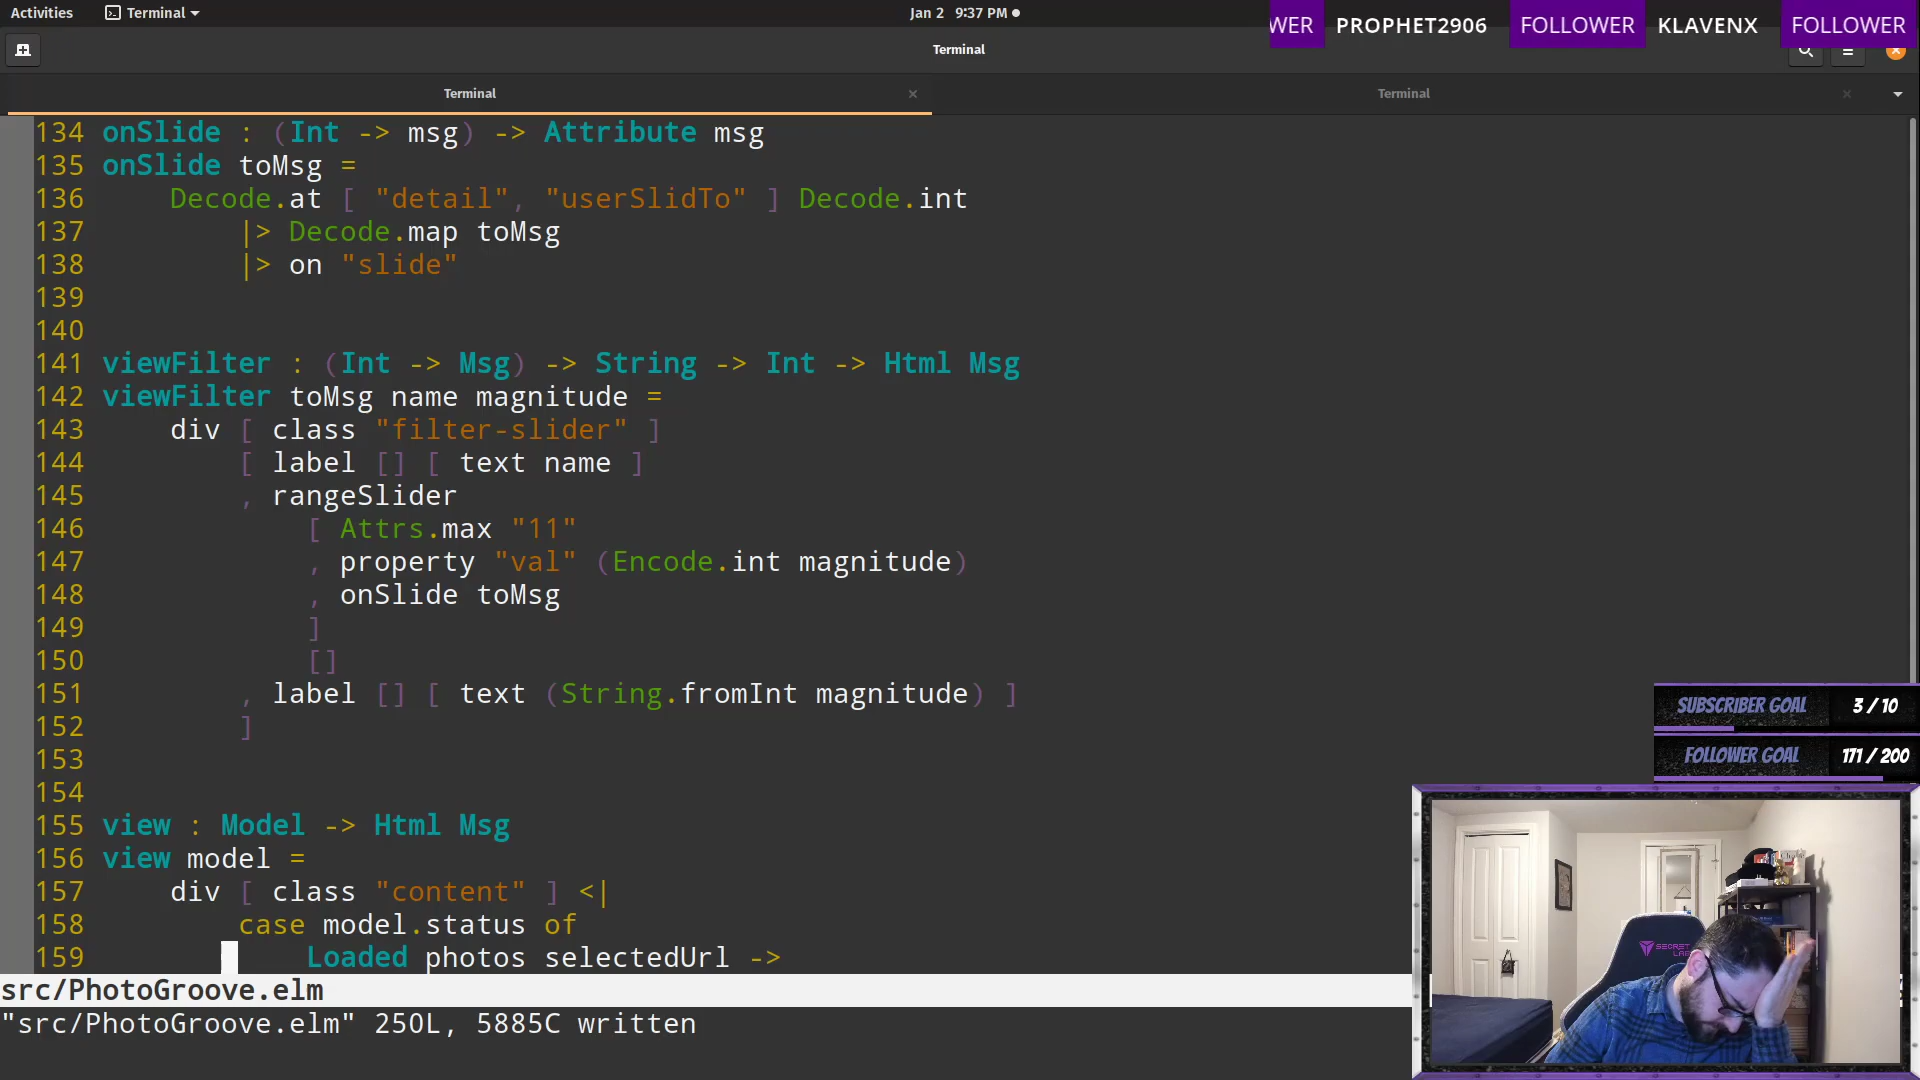 Activities
Terminal
Jan 2 9:37 PM
WER PROPHET2906 FOLLOWER KLAVENX FOLLOWER
Terminal
Terminal
Terminal
134 onSlide : (Int -> msg) -> Attribute msg
135 onSlide toMsg =
136     Decode.at [ "detail", "userSlidTo" ] Decode.int
137         |> Decode.map toMsg
138         |> on "slide"
139
140
141 viewFilter : (Int -> Msg) -> String -> Int -> Html Msg
142 viewFilter toMsg name magnitude =
143     div [ class "filter-slider" ]
144         [ label [] [ text name ]
145         , rangeSlider
146             [ Attrs.max "11"
147             , property "val" (Encode.int magnitude)
148             , onSlide toMsg
149             ]
150             []
151         , label [] [ text (String.fromInt magnitude) ]
152         ]
153
154
155 view : Model -> Html Msg
156 view model =
157     div [ class "content" ] <|
158         case model.status of
159             Loaded photos selectedUrl ->
src/PhotoGroove.elm
"src/PhotoGroove.elm" 250L, 5885C written
SUBSCRIBER GOAL 3 / 10
FOLLOWER GOAL 171 / 200
SECRET
LAB